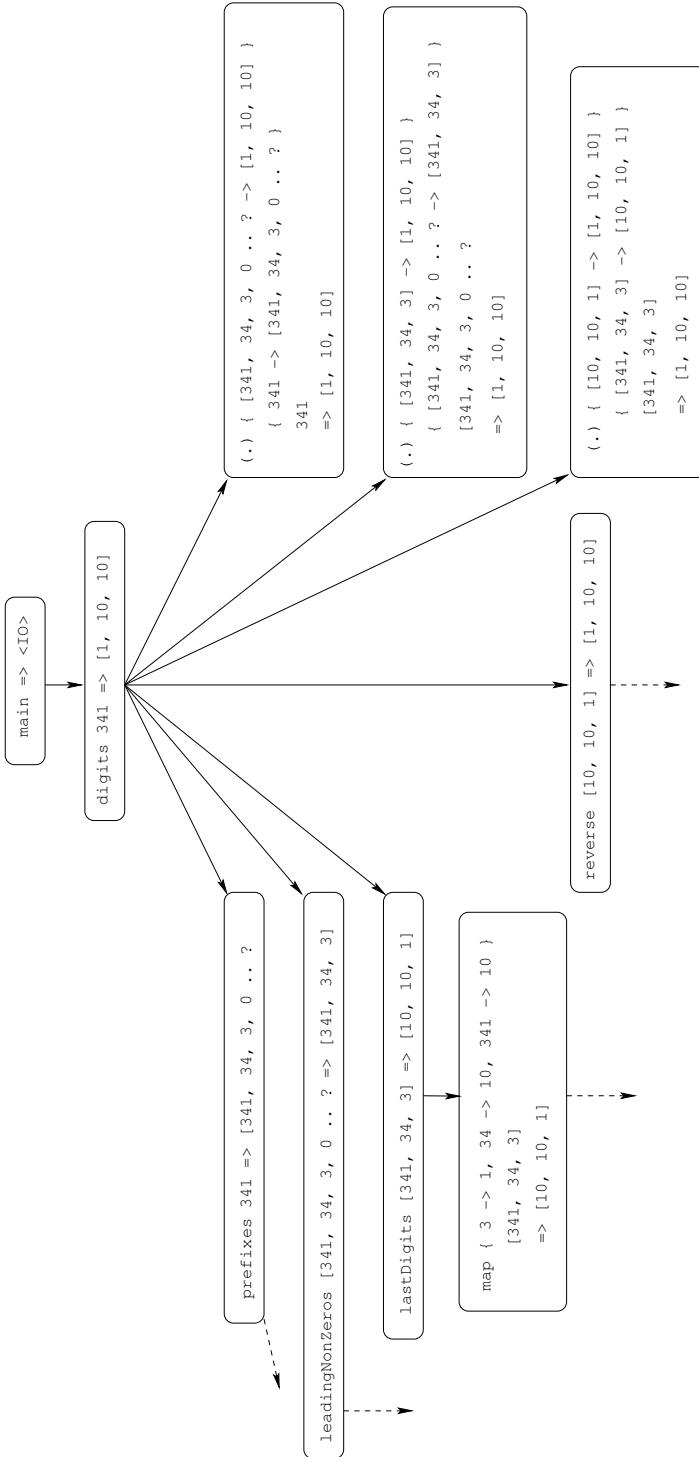 main => <IO>
digits 341 => [1, 10, 10]
prefixes 341 => [341, 34, 3, 0 .. ?
leadingNonZeros [341, 34, 3, 0 .. ? => [341, 34, 3]
lastDigits [341, 34, 3] => [10, 10, 1]
map { 3 -> 1, 34 -> 10, 341 -> 10 }
[341, 34, 3]
=> [10, 10, 1]
reverse [10, 10, 1] => [1, 10, 10]
(.) { [341, 34, 3, 0 .. ? -> [1, 10, 10] }
{ 341 -> [341, 34, 3, 0 .. ? }
341
=> [1, 10, 10]
(.) { [341, 34, 3] -> [1, 10, 10] }
{ [341, 34, 3, 0 .. ? -> [341, 34, 3] }
[341, 34, 3, 0 .. ?
=> [1, 10, 10]
(.) { [10, 10, 1] -> [1, 10, 10] }
{ [341, 34, 3] -> [10, 10, 1] }
[341, 34, 3]
=> [1, 10, 10]